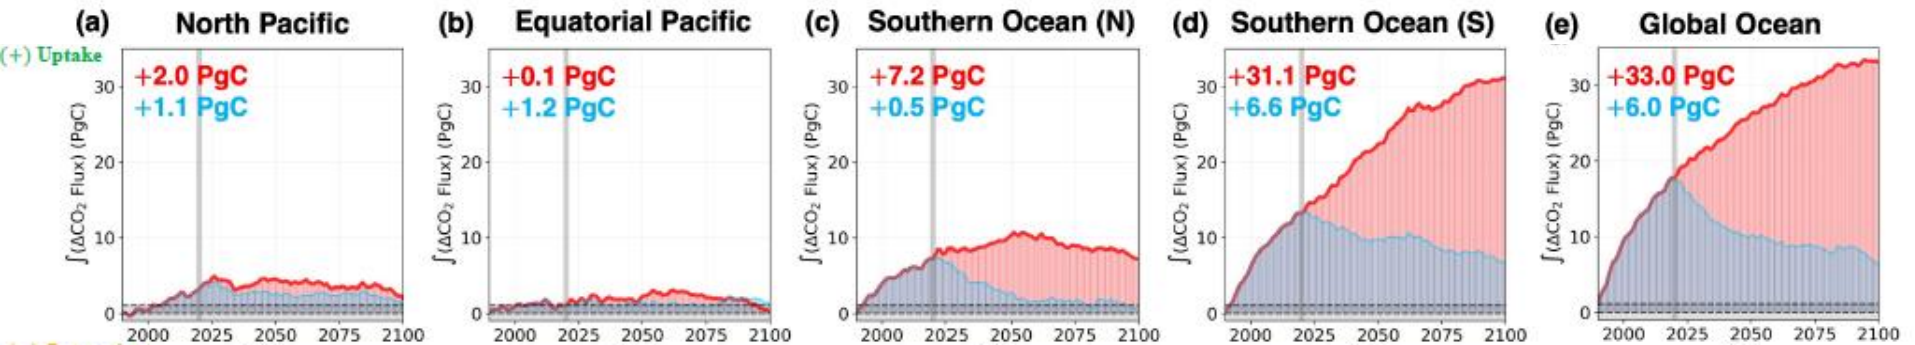 (a) North Pacific
(b) Equatorial Pacific
(c) Southern Ocean (N)
(d) Southern Ocean (S)
(e) Global Ocean
(+) Uptake
+2.0 PgC
+1.1 PgC
∫(ΔCO₂ Flux) (PgC)
30
20
10
0
2000 2025 2050 2075 2100
+0.1 PgC
+1.2 PgC
∫(ΔCO₂ Flux) (PgC)
30
20
10
0
2000 2025 2050 2075 2100
+7.2 PgC
+0.5 PgC
∫(ΔCO₂ Flux) (PgC)
30
20
10
0
2000 2025 2050 2075 2100
+31.1 PgC
+6.6 PgC
∫(ΔCO₂ Flux) (PgC)
30
20
10
0
2000 2025 2050 2075 2100
+33.0 PgC
+6.0 PgC
∫(ΔCO₂ Flux) (PgC)
30
20
10
0
2000 2025 2050 2075 2100